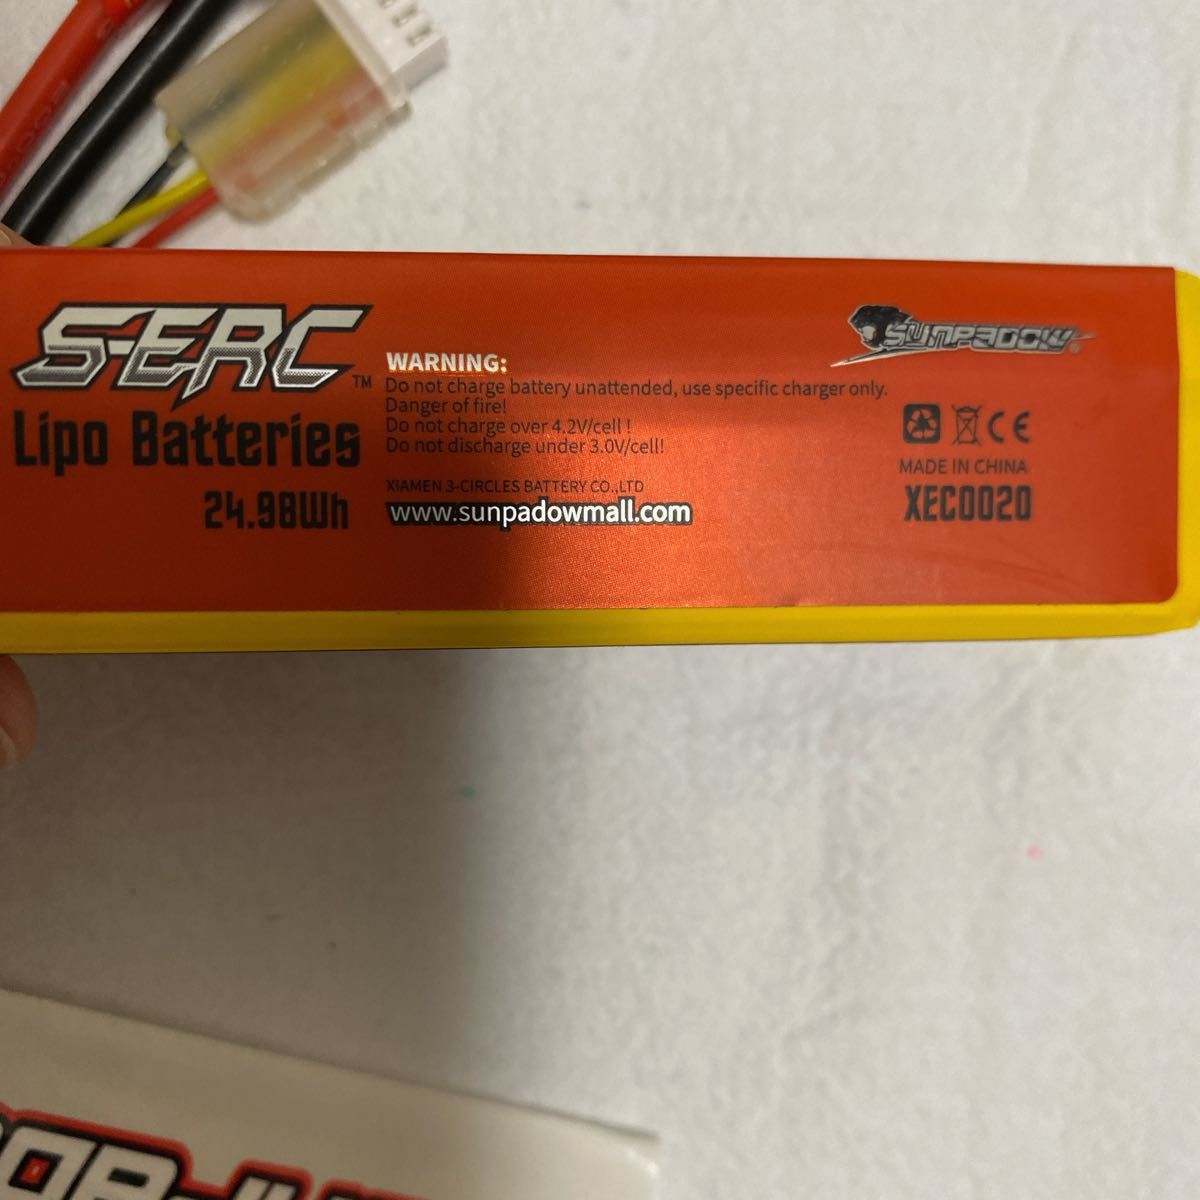 S-ERC™
Lipo Batteries
24.98Wh
WARNING:
Do not charge battery unattended, use specific charger only.
Danger of fire!
Do not charge over 4.2V/cell !
Do not discharge under 3.0V/cell!
XIAMEN 3-CIRCLES BATTERY CO.,LTD
www.sunpadowmall.com
SUNPADOW®
CE
MADE IN CHINA
XEC0020